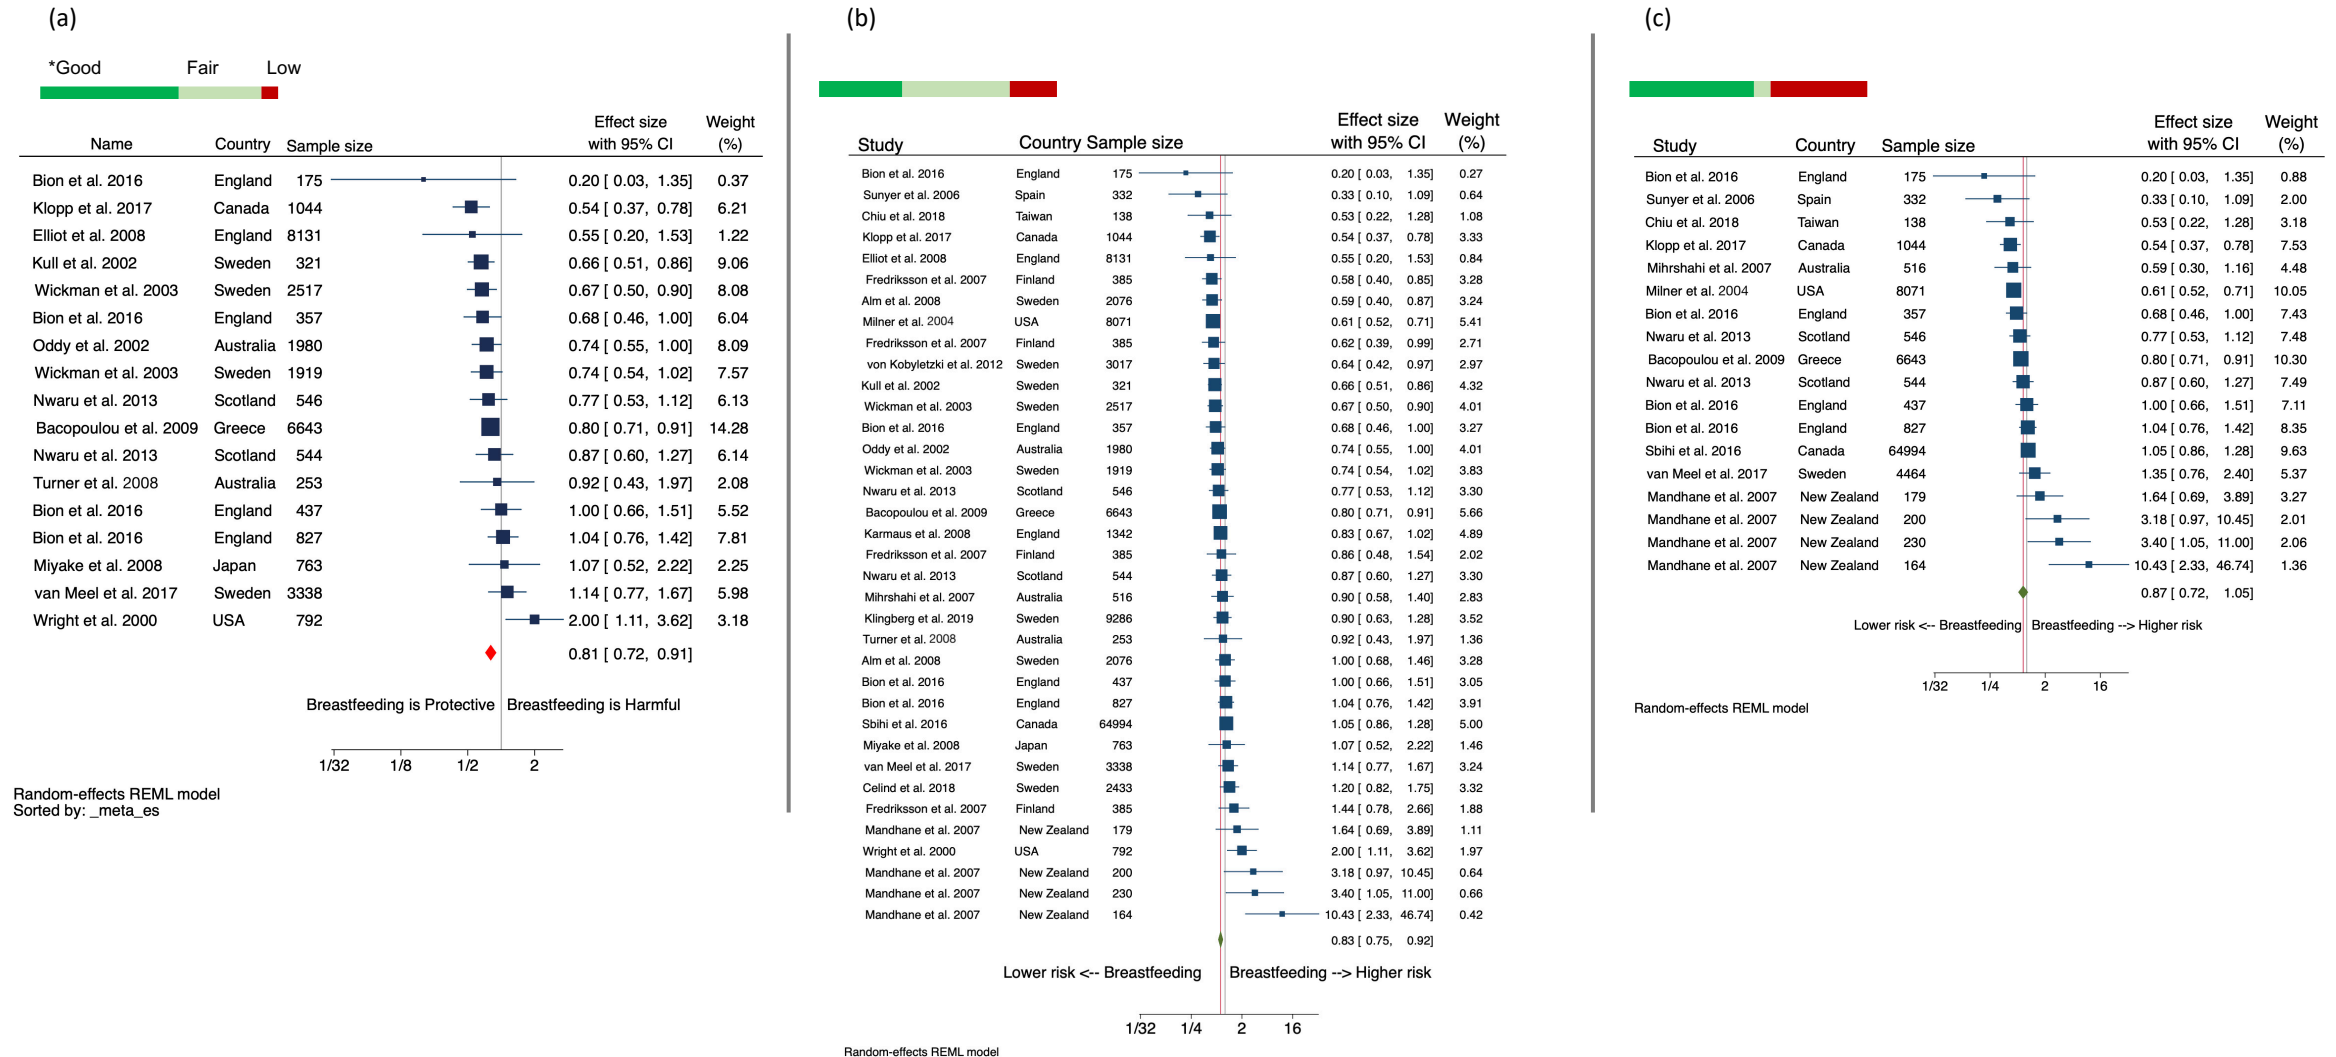 (a)
*Good Fair Low
Effect size Weight
Name Country Sample size with 95% CI (%)
Bion et al. 2016 England 175 0.20 [ 0.03, 1.35] 0.37
Klopp et al. 2017 Canada 1044 0.54 [ 0.37, 0.78] 6.21
Elliot et al. 2008 England 8131 0.55 [ 0.20, 1.53] 1.22
Kull et al. 2002 Sweden 321 0.66 [ 0.51, 0.86] 9.06
Wickman et al. 2003 Sweden 2517 0.67 [ 0.50, 0.90] 8.08
Bion et al. 2016 England 357 0.68 [ 0.46, 1.00] 6.04
Oddy et al. 2002 Australia 1980 0.74 [ 0.55, 1.00] 8.09
Wickman et al. 2003 Sweden 1919 0.74 [ 0.54, 1.02] 7.57
Nwaru et al. 2013 Scotland 546 0.77 [ 0.53, 1.12] 6.13
Bacopoulou et al. 2009 Greece 6643 0.80 [ 0.71, 0.91] 14.28
Nwaru et al. 2013 Scotland 544 0.87 [ 0.60, 1.27] 6.14
Turner et al. 2008 Australia 253 0.92 [ 0.43, 1.97] 2.08
Bion et al. 2016 England 437 1.00 [ 0.66, 1.51] 5.52
Bion et al. 2016 England 827 1.04 [ 0.76, 1.42] 7.81
Miyake et al. 2008 Japan 763 1.07 [ 0.52, 2.22] 2.25
van Meel et al. 2017 Sweden 3338 1.14 [ 0.77, 1.67] 5.98
Wright et al. 2000 USA 792 2.00 [ 1.11, 3.62] 3.18
0.81 [ 0.72, 0.91]
Breastfeeding is Protective Breastfeeding is Harmful
1/32 1/8 1/2 2
Random-effects REML model
Sorted by: _meta_es
(b)
Effect size Weight
Study Country Sample size with 95% CI (%)
Bion et al. 2016 England 175 0.20 [ 0.03, 1.35] 0.27
Sunyer et al. 2006 Spain 332 0.33 [ 0.10, 1.09] 0.64
Chiu et al. 2018 Taiwan 138 0.53 [ 0.22, 1.28] 1.08
Klopp et al. 2017 Canada 1044 0.54 [ 0.37, 0.78] 3.33
Elliot et al. 2008 England 8131 0.55 [ 0.20, 1.53] 0.84
Fredriksson et al. 2007 Finland 385 0.58 [ 0.40, 0.85] 3.28
Alm et al. 2008 Sweden 2076 0.59 [ 0.40, 0.87] 3.24
Milner et al. 2004 USA 8071 0.61 [ 0.52, 0.71] 5.41
Fredriksson et al. 2007 Finland 385 0.62 [ 0.39, 0.99] 2.71
von Kobyletzki et al. 2012 Sweden 3017 0.64 [ 0.42, 0.97] 2.97
Kull et al. 2002 Sweden 321 0.66 [ 0.51, 0.86] 4.32
Wickman et al. 2003 Sweden 2517 0.67 [ 0.50, 0.90] 4.01
Bion et al. 2016 England 357 0.68 [ 0.46, 1.00] 3.27
Oddy et al. 2002 Australia 1980 0.74 [ 0.55, 1.00] 4.01
Wickman et al. 2003 Sweden 1919 0.74 [ 0.54, 1.02] 3.83
Nwaru et al. 2013 Scotland 546 0.77 [ 0.53, 1.12] 3.30
Bacopoulou et al. 2009 Greece 6643 0.80 [ 0.71, 0.91] 5.66
Karmaus et al. 2008 England 1342 0.83 [ 0.67, 1.02] 4.89
Fredriksson et al. 2007 Finland 385 0.86 [ 0.48, 1.54] 2.02
Nwaru et al. 2013 Scotland 544 0.87 [ 0.60, 1.27] 3.30
Mihrshahi et al. 2007 Australia 516 0.90 [ 0.58, 1.40] 2.83
Klingberg et al. 2019 Sweden 9286 0.90 [ 0.63, 1.28] 3.52
Turner et al. 2008 Australia 253 0.92 [ 0.43, 1.97] 1.36
Alm et al. 2008 Sweden 2076 1.00 [ 0.68, 1.46] 3.28
Bion et al. 2016 England 437 1.00 [ 0.66, 1.51] 3.05
Bion et al. 2016 England 827 1.04 [ 0.76, 1.42] 3.91
Sbihi et al. 2016 Canada 64994 1.05 [ 0.86, 1.28] 5.00
Miyake et al. 2008 Japan 763 1.07 [ 0.52, 2.22] 1.46
van Meel et al. 2017 Sweden 3338 1.14 [ 0.77, 1.67] 3.24
Celind et al. 2018 Sweden 2433 1.20 [ 0.82, 1.75] 3.32
Fredriksson et al. 2007 Finland 385 1.44 [ 0.78, 2.66] 1.88
Mandhane et al. 2007 New Zealand 179 1.64 [ 0.69, 3.89] 1.11
Wright et al. 2000 USA 792 2.00 [ 1.11, 3.62] 1.97
Mandhane et al. 2007 New Zealand 200 3.18 [ 0.97, 10.45] 0.64
Mandhane et al. 2007 New Zealand 230 3.40 [ 1.05, 11.00] 0.66
Mandhane et al. 2007 New Zealand 164 10.43 [ 2.33, 46.74] 0.42
0.83 [ 0.75, 0.92]
Lower risk <-- Breastfeeding Breastfeeding --> Higher risk
1/32 1/4 2 16
Random-effects REML model
(c)
Effect size Weight
Study Country Sample size with 95% CI (%)
Bion et al. 2016 England 175 0.20 [ 0.03, 1.35] 0.88
Sunyer et al. 2006 Spain 332 0.33 [ 0.10, 1.09] 2.00
Chiu et al. 2018 Taiwan 138 0.53 [ 0.22, 1.28] 3.18
Klopp et al. 2017 Canada 1044 0.54 [ 0.37, 0.78] 7.53
Mihrshahi et al. 2007 Australia 516 0.59 [ 0.30, 1.16] 4.48
Milner et al. 2004 USA 8071 0.61 [ 0.52, 0.71] 10.05
Bion et al. 2016 England 357 0.68 [ 0.46, 1.00] 7.43
Nwaru et al. 2013 Scotland 546 0.77 [ 0.53, 1.12] 7.48
Bacopoulou et al. 2009 Greece 6643 0.80 [ 0.71, 0.91] 10.30
Nwaru et al. 2013 Scotland 544 0.87 [ 0.60, 1.27] 7.49
Bion et al. 2016 England 437 1.00 [ 0.66, 1.51] 7.11
Bion et al. 2016 England 827 1.04 [ 0.76, 1.42] 8.35
Sbihi et al. 2016 Canada 64994 1.05 [ 0.86, 1.28] 9.63
van Meel et al. 2017 Sweden 4464 1.35 [ 0.76, 2.40] 5.37
Mandhane et al. 2007 New Zealand 179 1.64 [ 0.69, 3.89] 3.27
Mandhane et al. 2007 New Zealand 200 3.18 [ 0.97, 10.45] 2.01
Mandhane et al. 2007 New Zealand 230 3.40 [ 1.05, 11.00] 2.06
Mandhane et al. 2007 New Zealand 164 10.43 [ 2.33, 46.74] 1.36
0.87 [ 0.72, 1.05]
Lower risk <-- Breastfeeding Breastfeeding --> Higher risk
1/32 1/4 2 16
Random-effects REML model